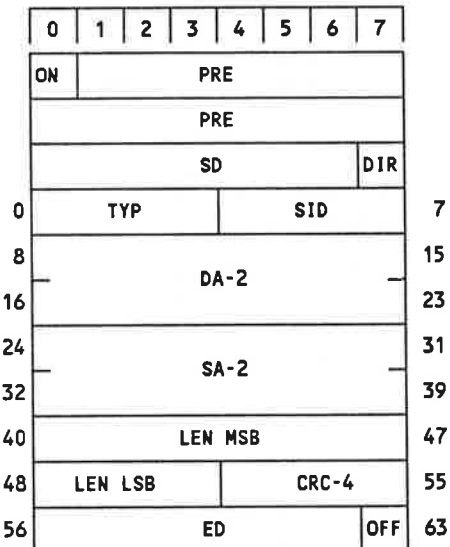 0 1 2 3 4 5 6 7
ON PRE
PRE
SD DIR
0 TYP SID 7
8 15
DA-2
16 23
24 31
SA-2
32 39
40 LEN MSB 47
48 LEN LSB CRC-4 55
56 ED OFF 63